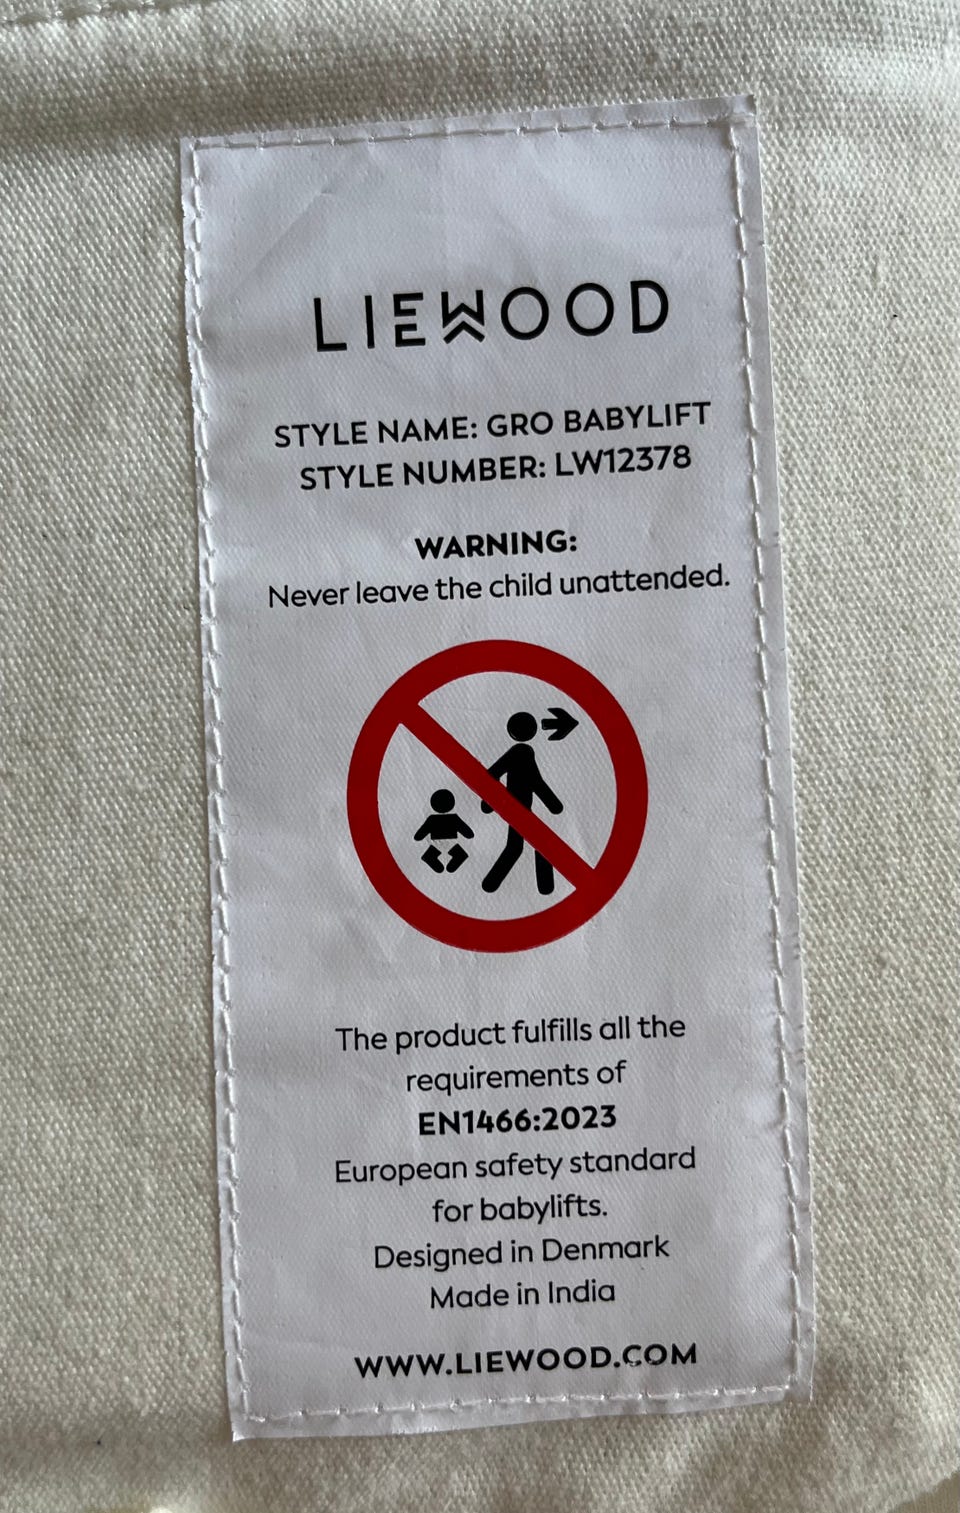 LIEWOOD
STYLE NAME: GRO BABYLIFT
STYLE NUMBER: LW12378
WARNING:
Never leave the child unattended.
The product fulfills all the
requirements of
EN1466:2023
European safety standard
for babylifts.
Designed in Denmark
Made in India
WWW.LIEWOOD.COM